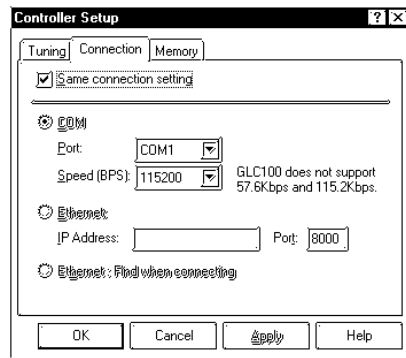 Controller Setup
Tuning Connection Memory
Same connection setting
COM
Port: COM1
Speed (BPS): 115200
GLC100 does not support
57.6Kbps and 115.2Kbps.
Ethernet:
IP Address: Port: 8000
Ethernet : Find when connecting
OK Cancel Apply Help